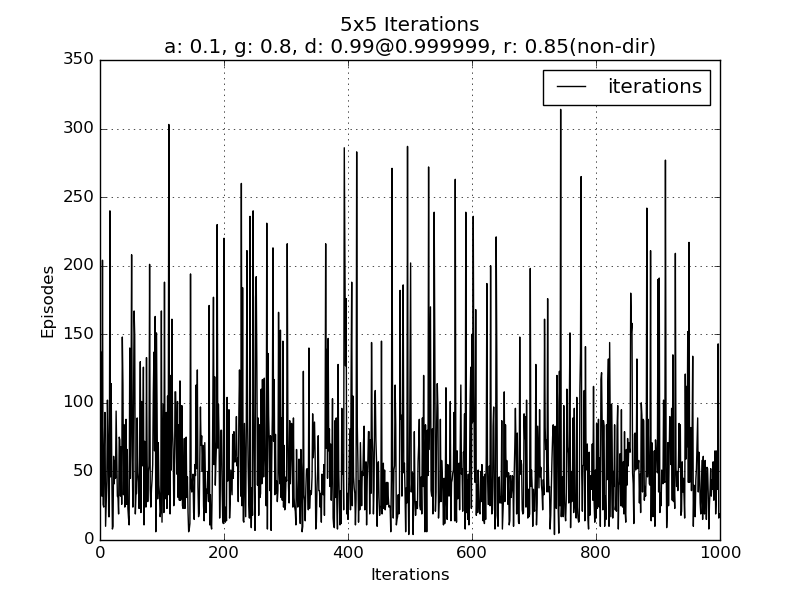 5x5 Iterations
a: 0.1, g: 0.8, d: 0.99@0.999999, r: 0.85(non-dir)
iterations
350
300
250
200
150
100
50
0
Episodes
0 200 400 600 800 1000
Iterations